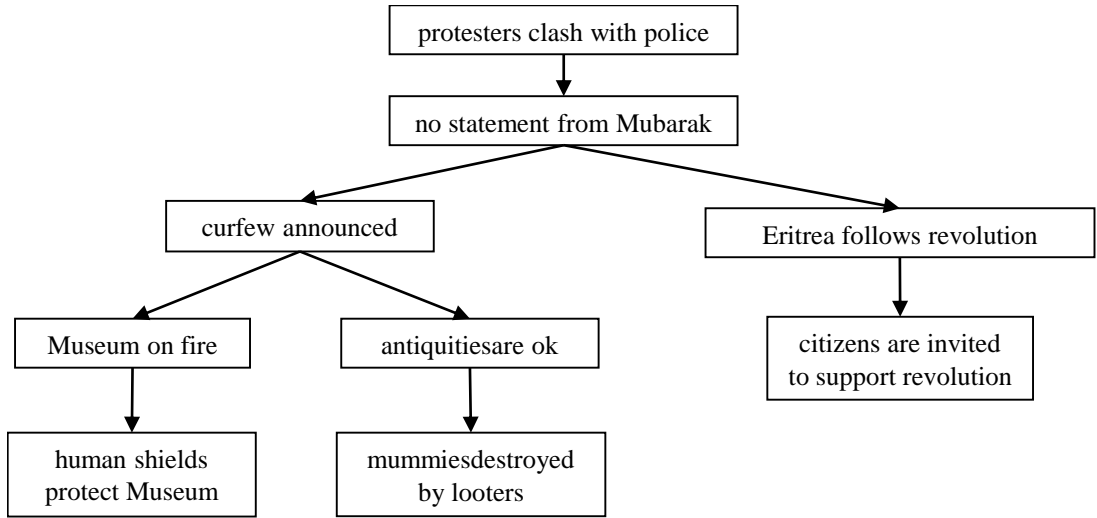 protesters clash with police
no statement from Mubarak
curfew announced
Eritrea follows revolution
Museum on fire
antiquitiesare ok
citizens are invited
to support revolution
human shields
protect Museum
mummiesdestroyed
by looters